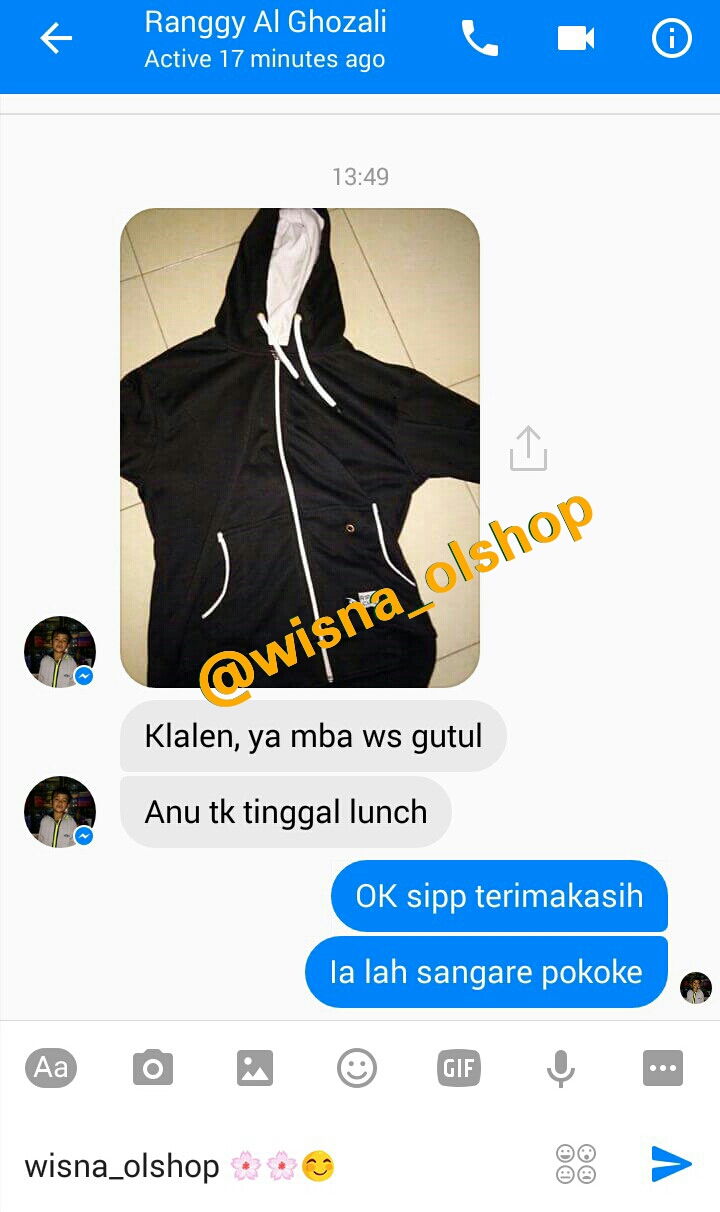 Ranggy Al Ghozali
Active 17 minutes ago
13:49
@wisna_olshop
Klalen, ya mba ws gutul
Anu tk tinggal lunch
OK sipp terimakasih
Ia lah sangare pokoke
Aa
GIF
wisna_olshop 🌸🌸😊